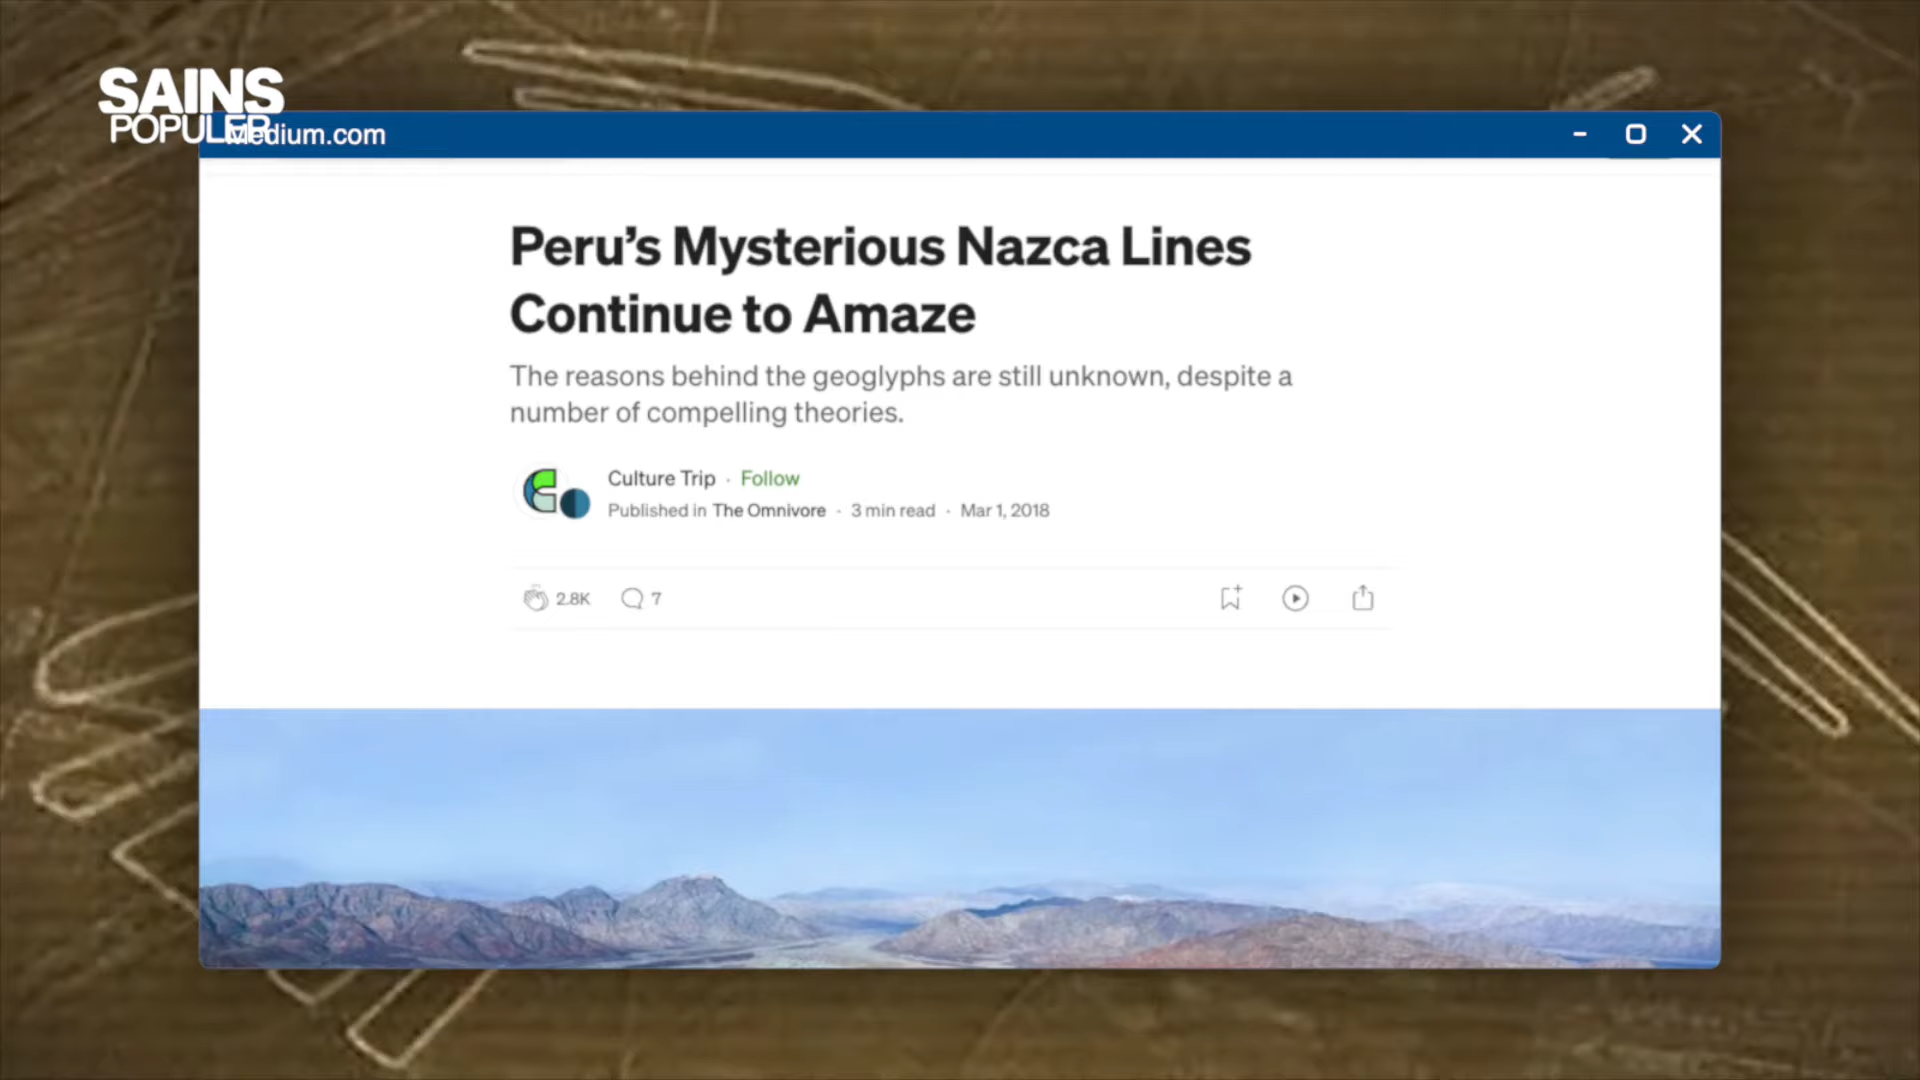 SAINS
POPULER
Medium.com
Peru’s Mysterious Nazca Lines
Continue to Amaze
The reasons behind the geoglyphs are still unknown, despite a
number of compelling theories.
Culture Trip · Follow
Published in The Omnivore · 3 min read · Mar 1, 2018
2.8K 7